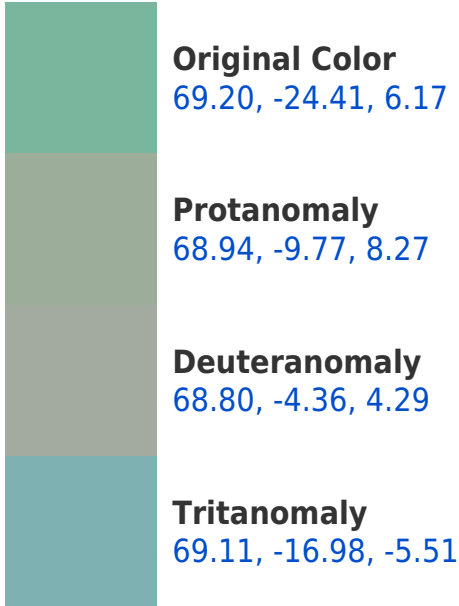 Original Color
69.20, -24.41, 6.17
Protanomaly
68.94, -9.77, 8.27
Deuteranomaly
68.80, -4.36, 4.29
Tritanomaly
69.11, -16.98, -5.51